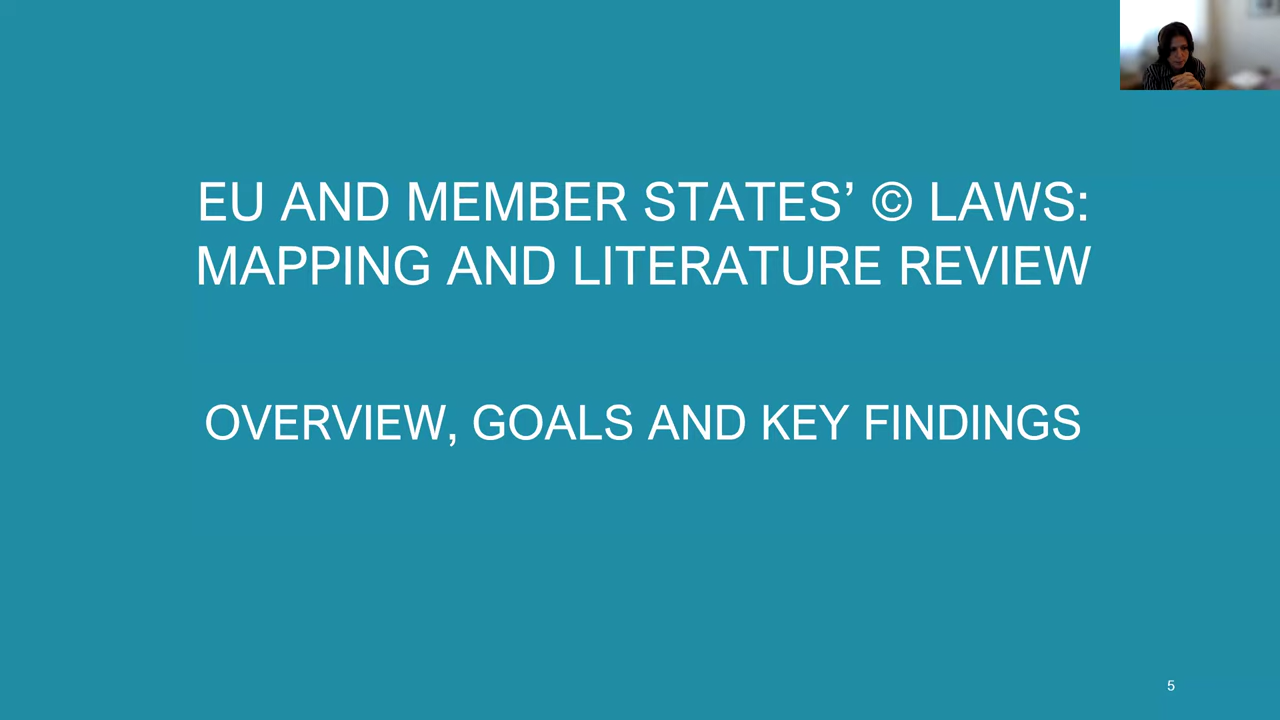 EU AND MEMBER STATES’ © LAWS:
MAPPING AND LITERATURE REVIEW
OVERVIEW, GOALS AND KEY FINDINGS
5